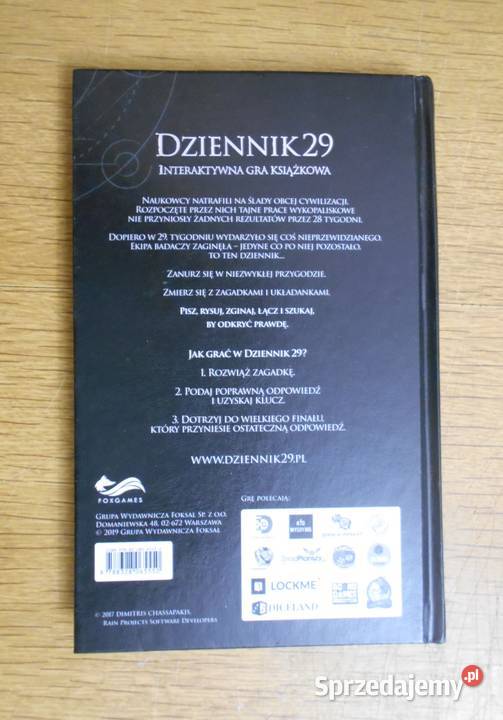 DZIENNIK29
INTERAKTYWNA GRA KSIĄŻKOWA
NAUKOWCY NATRAFILI NA ŚLADY OBCEJ CYWILIZACJI.
ROZPOCZĘTE PRZEZ NICH TAJNE PRACE WYKOPALISKOWE
NIE PRZYNIOSŁY ŻADNYCH REZULTATÓW PRZEZ 28 TYGODNI.
DOPIERO W 29. TYGODNIU WYDARZYŁO SIĘ COŚ NIEPRZEWIDZIANEGO.
EKIPA BADACZY ZAGINĘŁA – JEDYNE CO PO NIEJ POZOSTAŁO,
TO TEN DZIENNIK...
ZANURZ SIĘ W NIEZWYKŁEJ PRZYGODZIE.
ZMIERZ SIĘ Z ZAGADKAMI I UKŁADANKAMI.
PISZ, RYSUJ, ZGINAJ, ŁĄCZ I SZUKAJ,
BY ODKRYĆ PRAWDĘ.
JAK GRAĆ W DZIENNIK 29?
1. ROZWIĄŻ ZAGADKĘ.
2. PODAJ POPRAWNĄ ODPOWIEDŹ
I UZYSKAJ KLUCZ.
3. DOTRZYJ DO WIELKIEGO FINAŁU,
KTÓRY PRZYNIESIE OSTATECZNĄ ODPOWIEDŹ.
WWW.DZIENNIK29.PL
FOXGAMES
GRUPA WYDAWNICZA FOKSAL SP. Z O.O.
DOMANIEWSKA 48, 02-672 WARSZAWA
© 2019 GRUPA WYDAWNICZA FOKSAL
GRĘ POLECAJĄ:
LOCKME
DICELAND
© 2017 DIMITRIS CHASSAPAKIS,
RAIN PROJECTS SOFTWARE DEVELOPERS
Sprzedajemy.pl